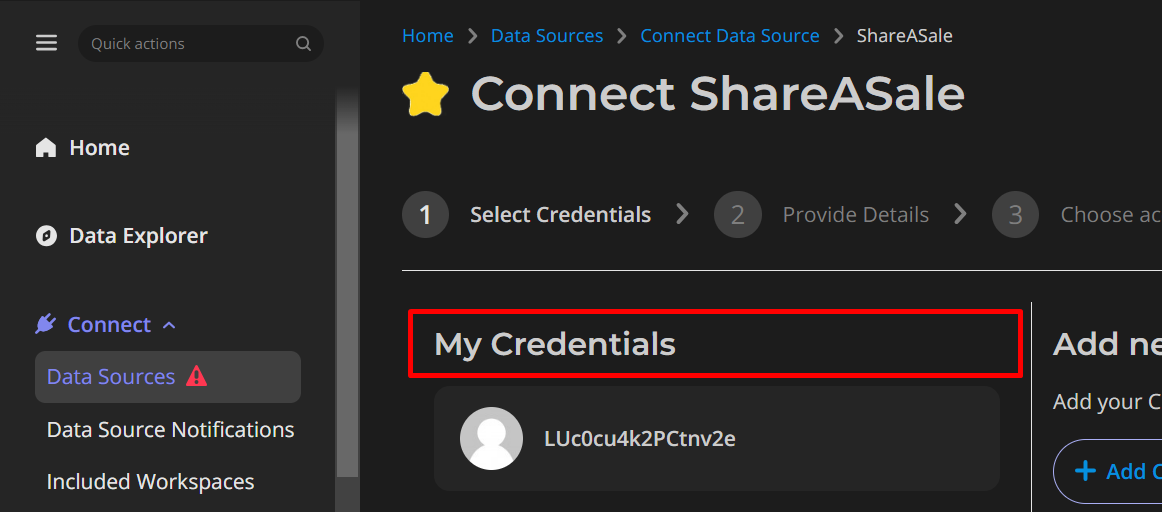 Quick actions
Home
Data Explorer
Connect
Data Sources
Data Source Notifications
Included Workspaces
Home > Data Sources > Connect Data Source > ShareASale
Connect ShareASale
1 Select Credentials > 2 Provide Details > 3 Choose ac
My Credentials
LUc0cu4k2PCtnv2e
Add ne
Add your C
+ Add C